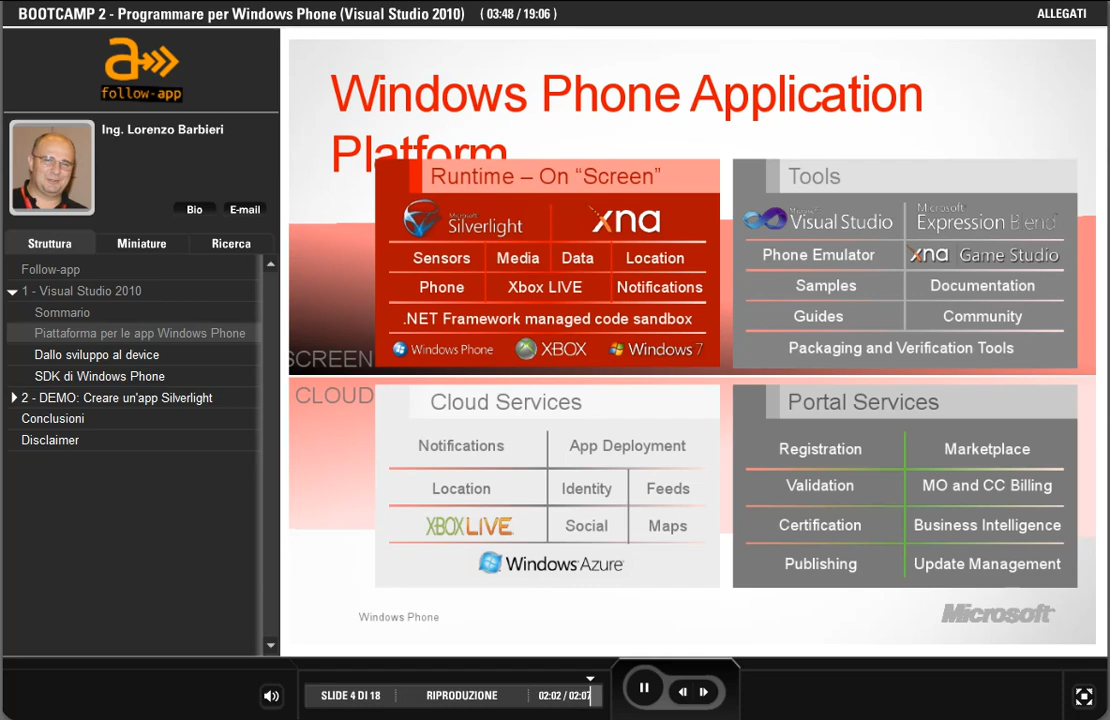 BOOTCAMP 2 - Programmare per Windows Phone (Visual Studio 2010) ( 03:48 / 19:06 )
ALLEGATI
a
follow-app
Ing. Lorenzo Barbieri
Bio
E-mail
Struttura
Miniature
Ricerca
Follow-app
1 - Visual Studio 2010
Sommario
Piattaforma per le app Windows Phone
Dallo sviluppo al device
SDK di Windows Phone
2 - DEMO: Creare un'app Silverlight
Conclusioni
Disclaimer
Windows Phone Application
Platform
SCREEN
Runtime – On “Screen”
Microsoft
Silverlight
xna
Sensors Media Data Location
Phone Xbox LIVE Notifications
.NET Framework managed code sandbox
Windows Phone XBOX Windows 7
Tools
Visual Studio
Microsoft
Expression Blend
Phone Emulator xna Game Studio
Samples Documentation
Guides Community
Packaging and Verification Tools
CLOUD
Cloud Services
Notifications App Deployment
Location Identity Feeds
XBOX LIVE Social Maps
Windows Azure
Portal Services
Registration Marketplace
Validation MO and CC Billing
Certification Business Intelligence
Publishing Update Management
Windows Phone
Microsoft
SLIDE 4 DI 18
RIPRODUZIONE
02:02 / 02:07